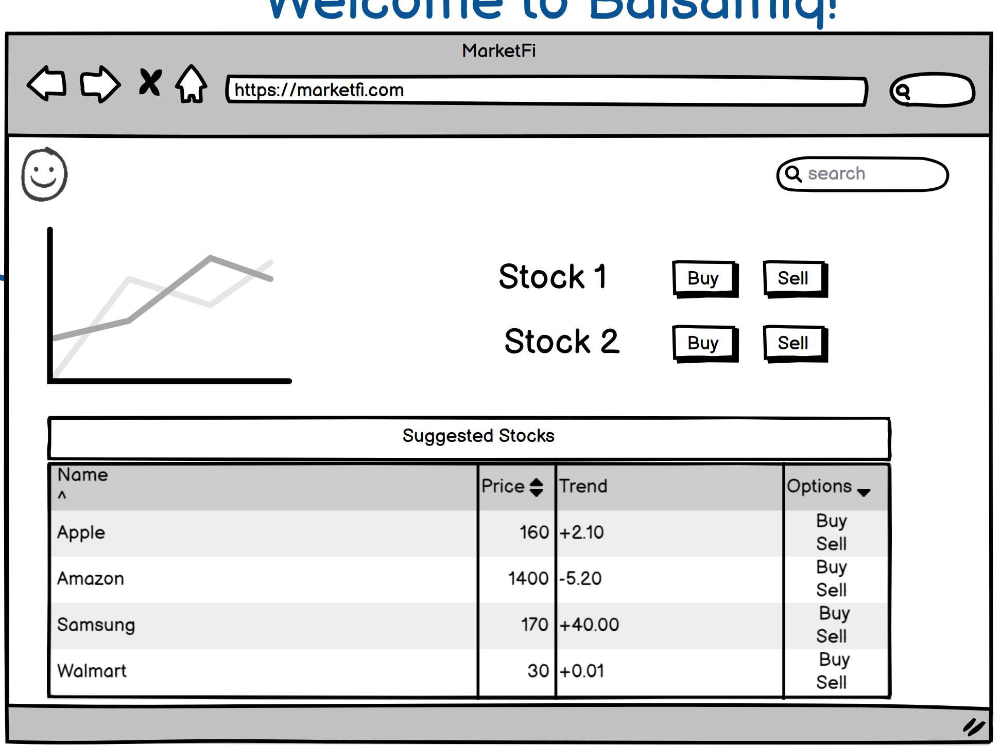 Welcome to Balsamiq!
MarketFi
https://marketfi.com
search
Stock 1 Buy Sell
Stock 2 Buy Sell
Suggested Stocks
Name ^ Price Trend Options
Apple 160 +2.10 Buy Sell
Amazon 1400 -5.20 Buy Sell
Samsung 170 +40.00 Buy Sell
Walmart 30 +0.01 Buy Sell